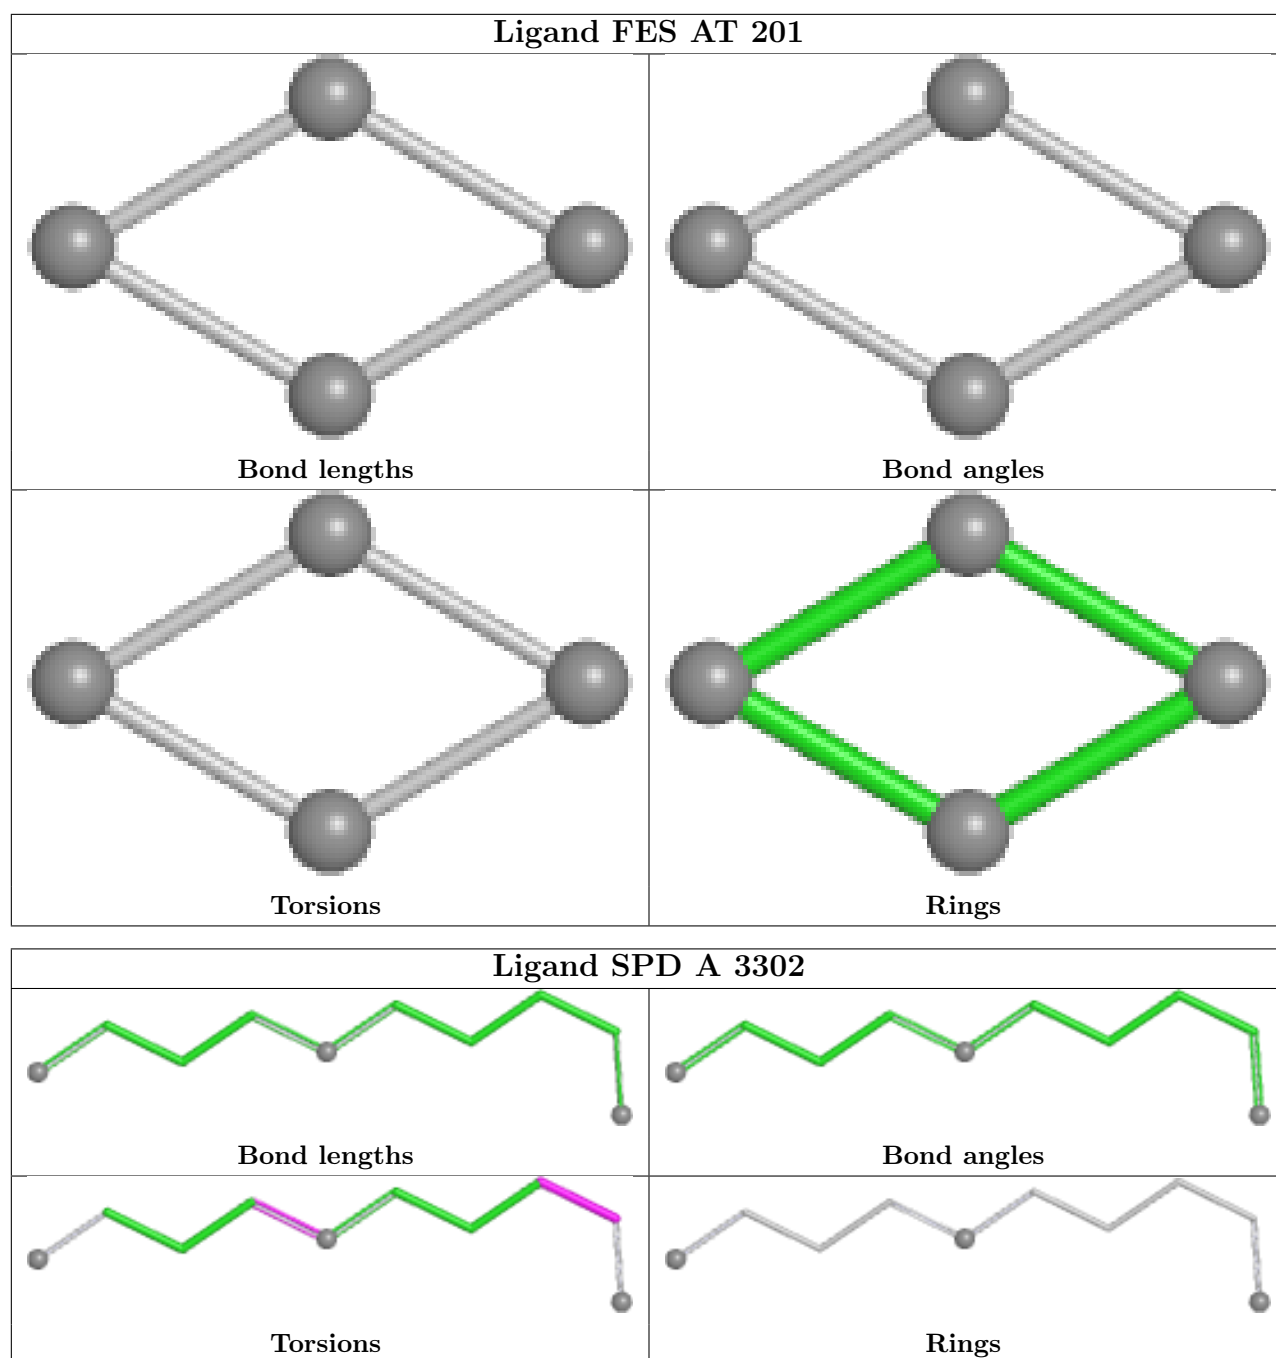 Ligand FES AT 201
Bond lengths
Bond angles
Torsions
Rings
Ligand SPD A 3302
Bond lengths
Bond angles
Torsions
Rings